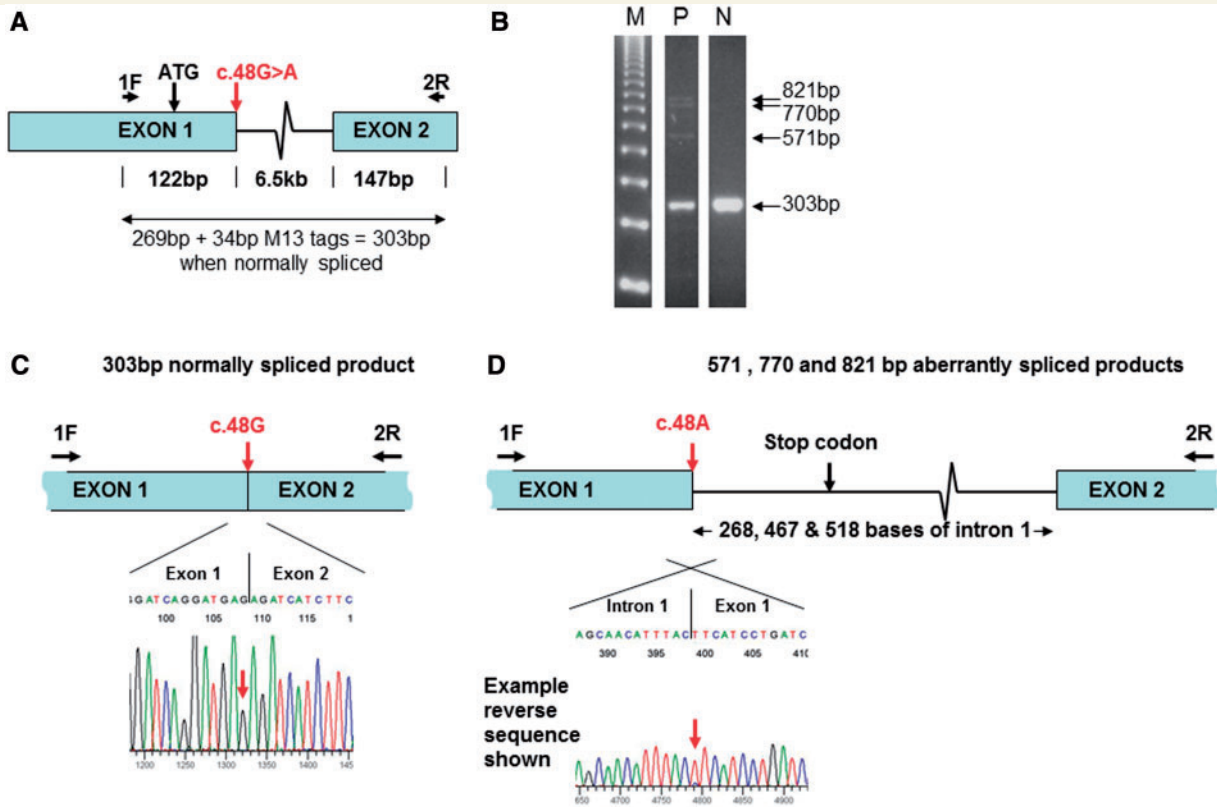 A
1F
ATG
c.48G>A
2R
EXON 1
EXON 2
122bp
6.5kb
147bp
269bp + 34bp M13 tags = 303bp
when normally spliced
B
M P N
821bp
770bp
571bp
303bp
C
303bp normally spliced product
1F
c.48G
2R
EXON 1
EXON 2
Exon 1
Exon 2
GATCAGGATGAGAGATCATCTTC
100 105 110 115 1
1200 1250 1300 1350 1400 145
D
571 , 770 and 821 bp aberrantly spliced products
1F
c.48A
Stop codon
2R
EXON 1
EXON 2
268, 467 & 518 bases of intron 1
Intron 1
Exon 1
AGCAACATTTACTTCATCCTGATC
390 395 400 405 410
Example
reverse
sequence
shown
650 4700 4750 4800 4850 4900